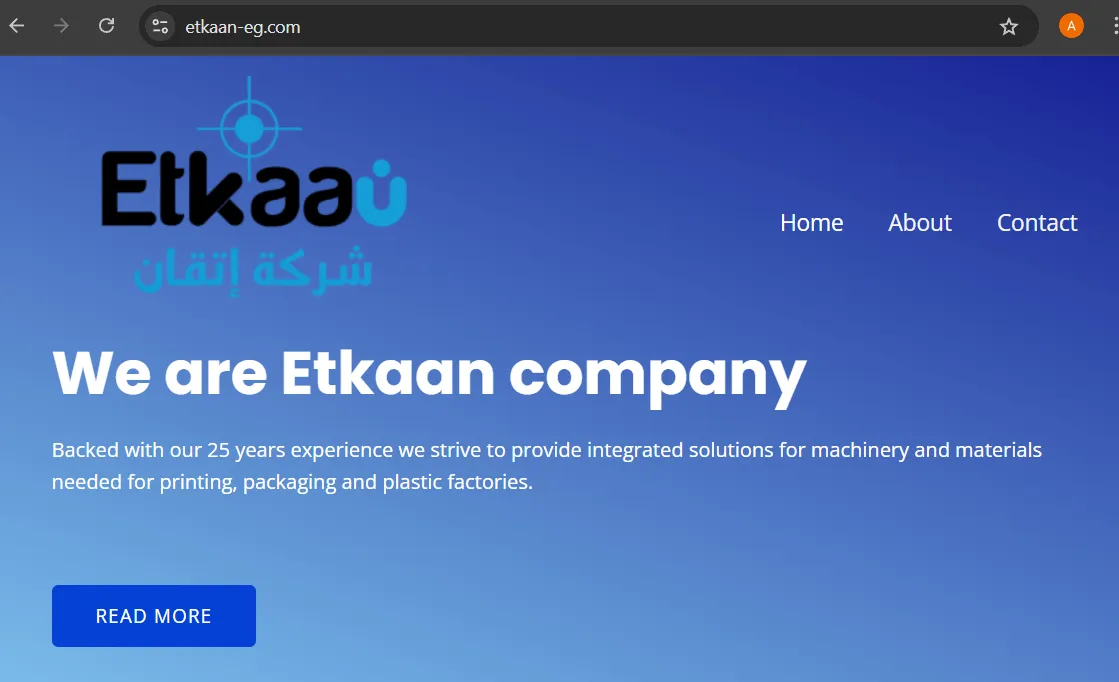 etkaan-eg.com
A
Etkaaن
شركة إتقان
Home About Contact
We are Etkaan company
Backed with our 25 years experience we strive to provide integrated solutions for machinery and materials
needed for printing, packaging and plastic factories.
READ MORE